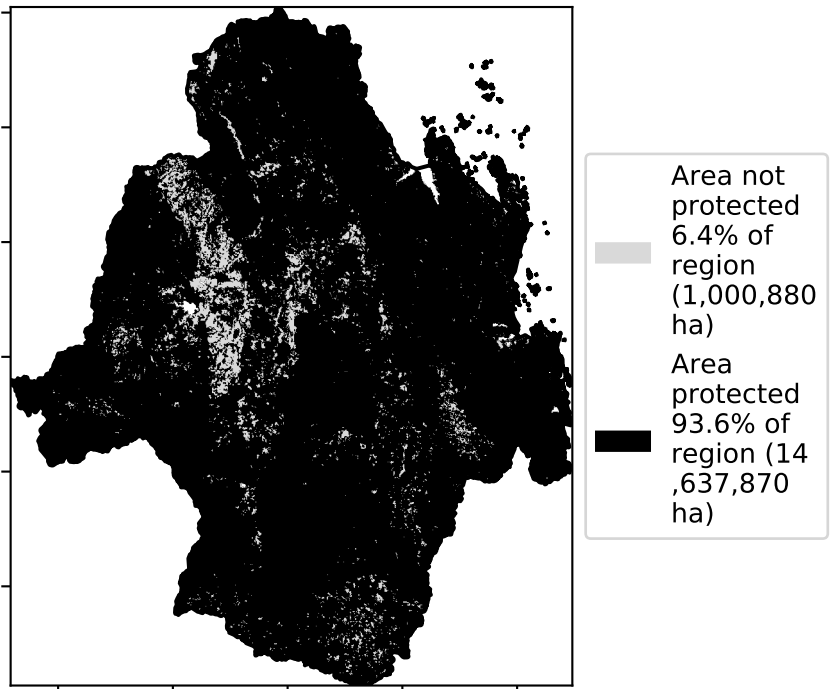 Area not
protected
6.4% of
region
(1,000,880
ha)
Area
protected
93.6% of
region (14
,637,870
ha)